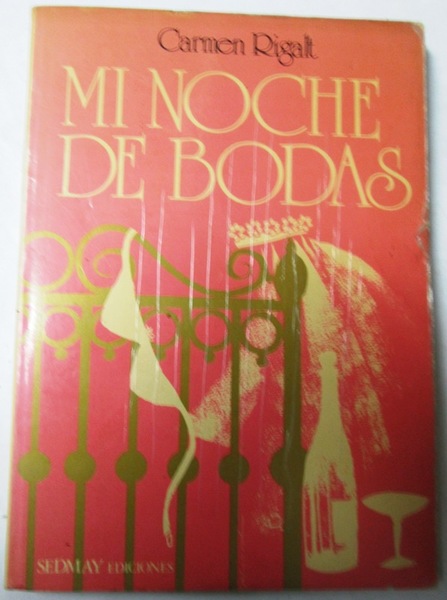 Carmen Rigalt
MI NOCHE
DE BODAS
SEDMAY EDICIONES